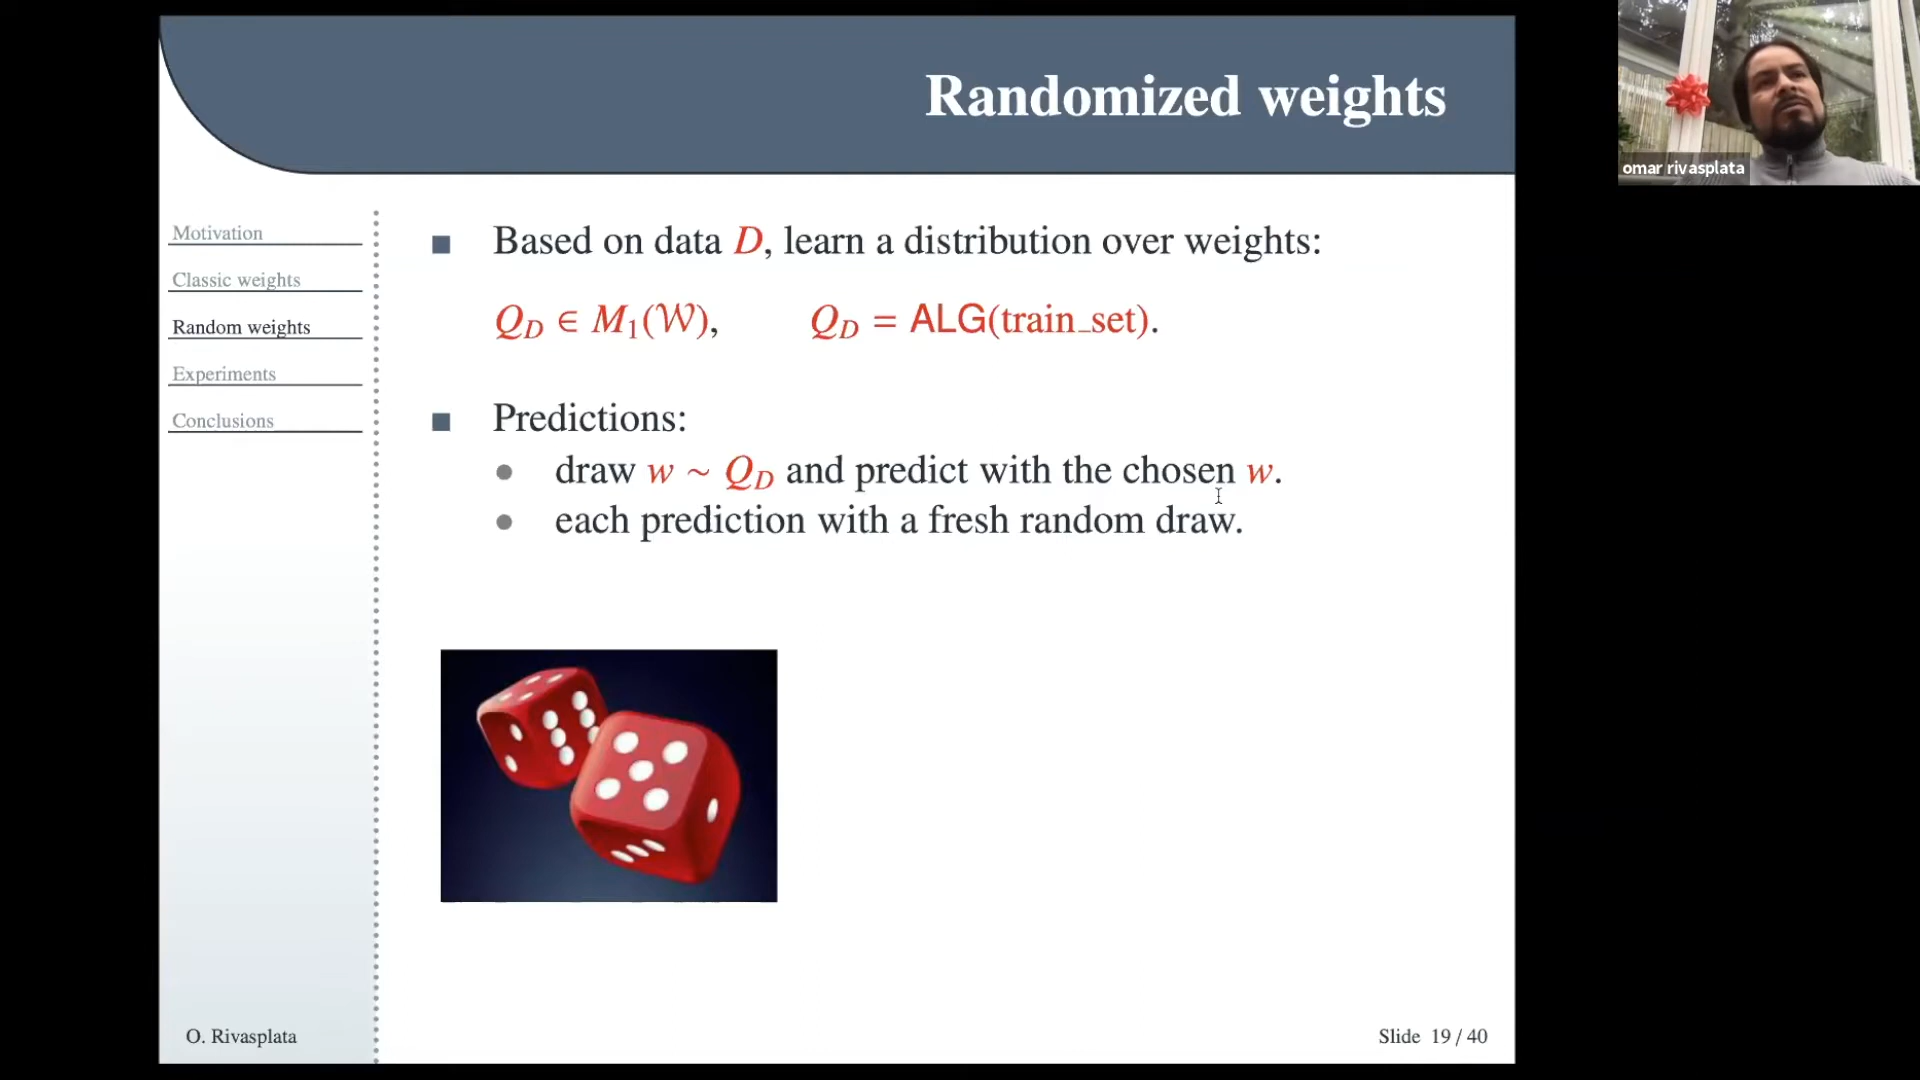 Randomized weights
omar rivasplata
Motivation
Classic weights
Random weights
Experiments
Conclusions
■ Based on data D, learn a distribution over weights:
Q_D ∈ M_1(𝒲), Q_D = ALG(train_set).
■ Predictions:
● draw w ~ Q_D and predict with the chosen w.
● each prediction with a fresh random draw.
O. Rivasplata
Slide 19 / 40